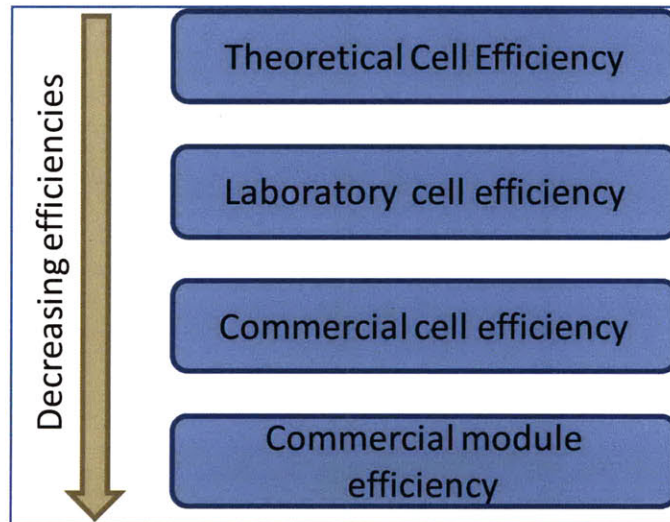 Decreasing efficiencies
Theoretical Cell Efficiency
Laboratory cell efficiency
Commercial cell efficiency
Commercial module
efficiency